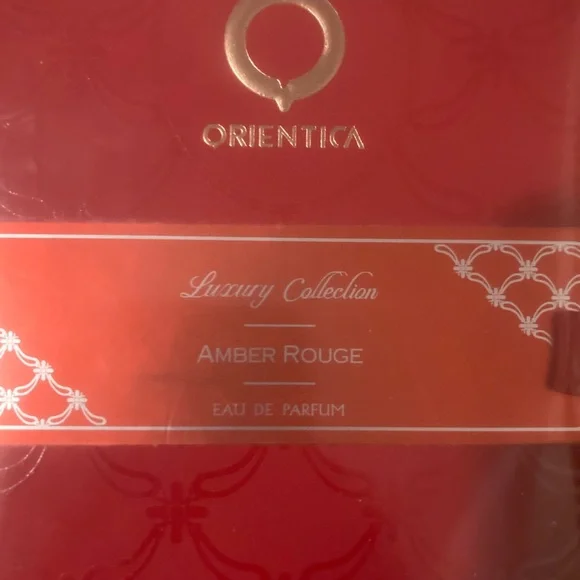 ORIENTICA
Luxury Collection
AMBER ROUGE
EAU DE PARFUM